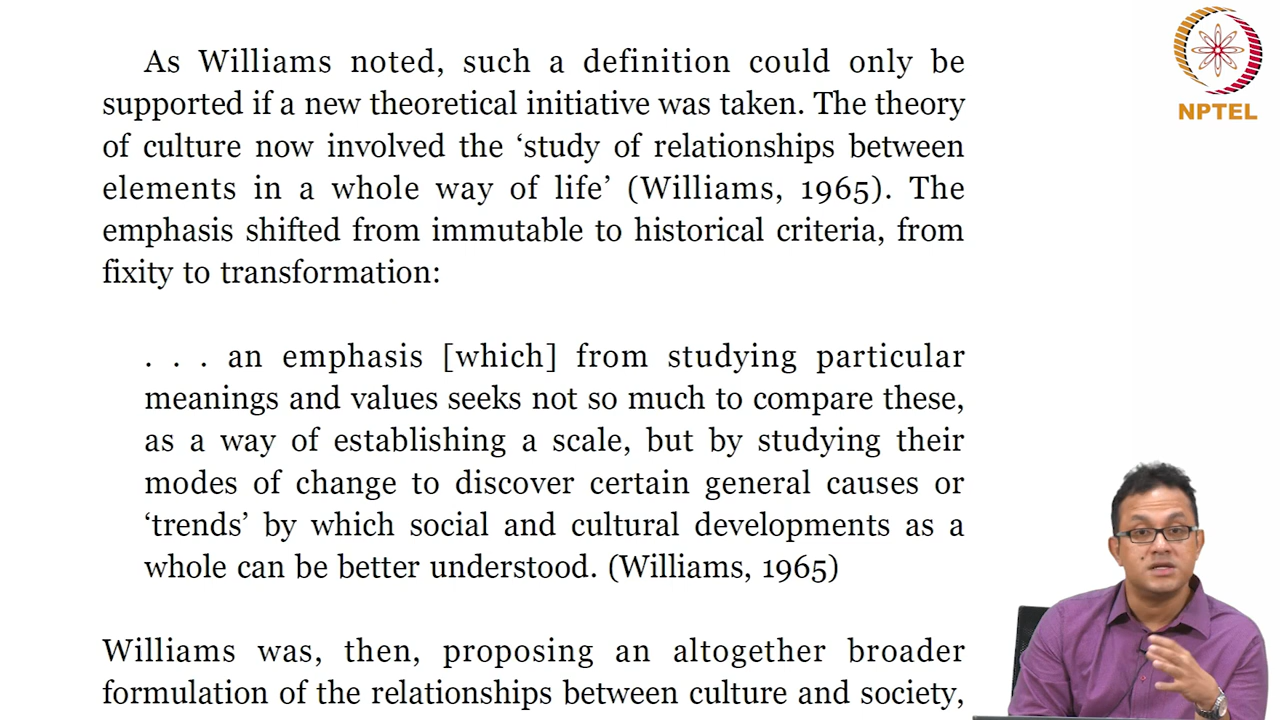 As Williams noted, such a definition could only be
supported if a new theoretical initiative was taken. The theory
of culture now involved the ‘study of relationships between
elements in a whole way of life’ (Williams, 1965). The
emphasis shifted from immutable to historical criteria, from
fixity to transformation:
. . . an emphasis [which] from studying particular
meanings and values seeks not so much to compare these,
as a way of establishing a scale, but by studying their
modes of change to discover certain general causes or
‘trends’ by which social and cultural developments as a
whole can be better understood. (Williams, 1965)
Williams was, then, proposing an altogether broader
formulation of the relationships between culture and society,
NPTEL